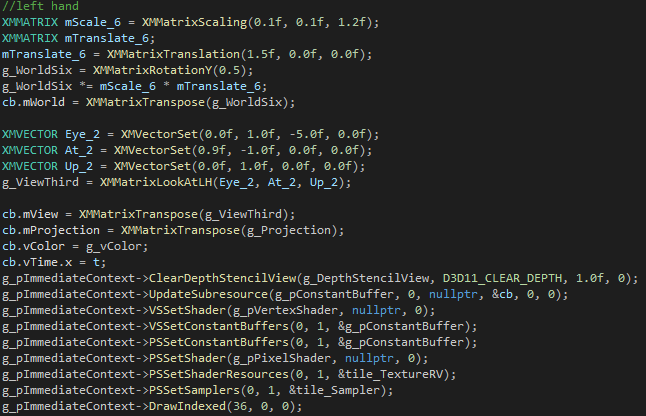 //left hand
XMMATRIX mScale_6 = XMMatrixScaling(0.1f, 0.1f, 1.2f);
XMMATRIX mTranslate_6;
mTranslate_6 = XMMatrixTranslation(1.5f, 0.0f, 0.0f);
g_WorldSix = XMMatrixRotationY(0.5);
g_WorldSix *= mScale_6 * mTranslate_6;
cb.mWorld = XMMatrixTranspose(g_WorldSix);

XMVECTOR Eye_2 = XMVectorSet(0.0f, 1.0f, -5.0f, 0.0f);
XMVECTOR At_2 = XMVectorSet(0.9f, -1.0f, 0.0f, 0.0f);
XMVECTOR Up_2 = XMVectorSet(0.0f, 1.0f, 0.0f, 0.0f);
g_ViewThird = XMMatrixLookAtLH(Eye_2, At_2, Up_2);

cb.mView = XMMatrixTranspose(g_ViewThird);
cb.mProjection = XMMatrixTranspose(g_Projection);
cb.vColor = g_vColor;
cb.vTime.x = t;
g_pImmediateContext->ClearDepthStencilView(g_DepthStencilView, D3D11_CLEAR_DEPTH, 1.0f, 0);
g_pImmediateContext->UpdateSubresource(g_pConstantBuffer, 0, nullptr, &cb, 0, 0);
g_pImmediateContext->VSSetShader(g_pVertexShader, nullptr, 0);
g_pImmediateContext->VSSetConstantBuffers(0, 1, &g_pConstantBuffer);
g_pImmediateContext->PSSetConstantBuffers(0, 1, &g_pConstantBuffer);
g_pImmediateContext->PSSetShader(g_pPixelShader, nullptr, 0);
g_pImmediateContext->PSSetShaderResources(0, 1, &tile_TextureRV);
g_pImmediateContext->PSSetSamplers(0, 1, &tile_Sampler);
g_pImmediateContext->DrawIndexed(36, 0, 0);